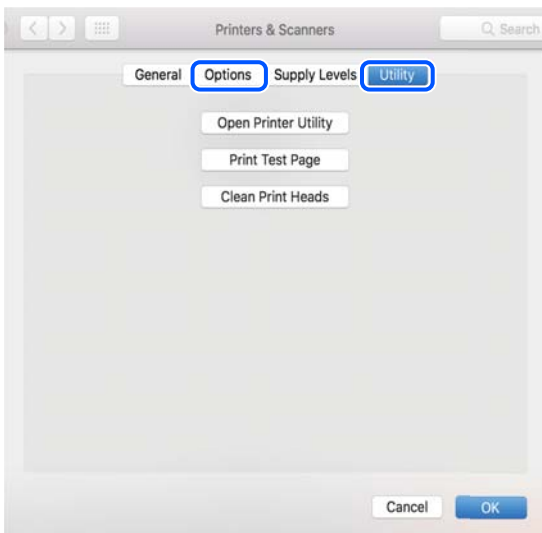 Printers & Scanners
Search
General Options Supply Levels Utility
Open Printer Utility
Print Test Page
Clean Print Heads
Cancel OK